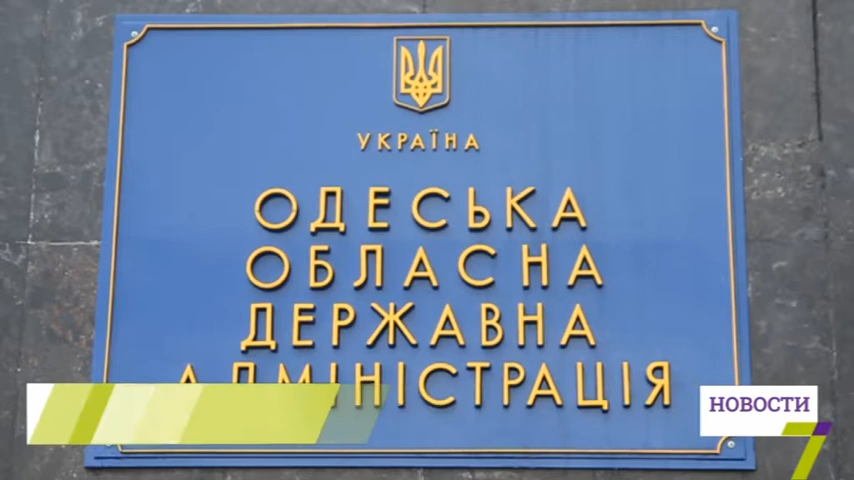 УКРАЇНА
ОДЕСЬКА
ОБЛАСНА
ДЕРЖАВНА
АДМІНІСТРАЦІЯ
НОВОСТИ
7